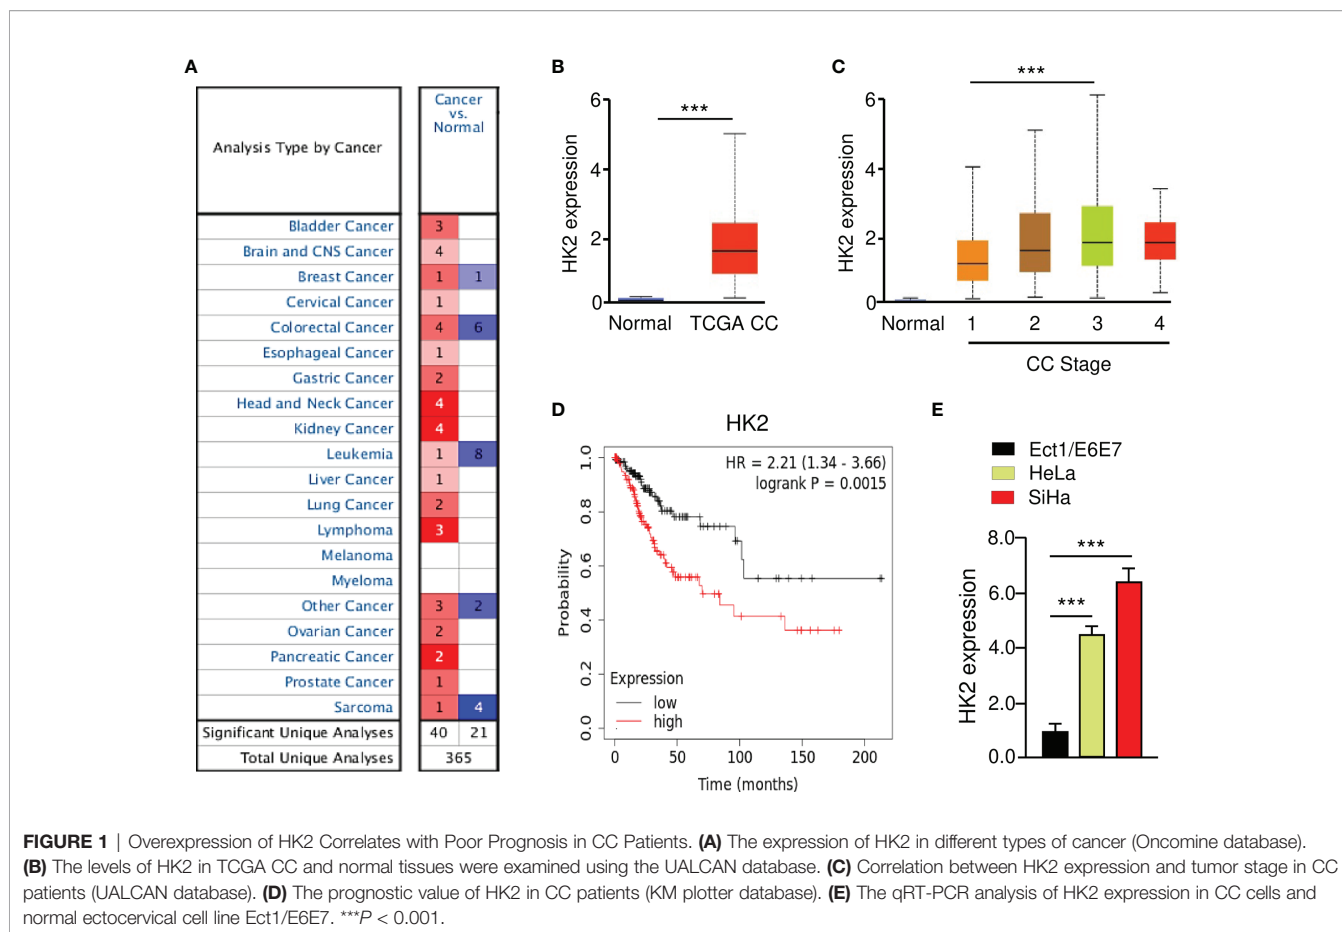 A
Analysis Type by Cancer
Cancer
vs.
Normal
Bladder Cancer 3
Brain and CNS Cancer 4
Breast Cancer 1 1
Cervical Cancer 1
Colorectal Cancer 4 6
Esophageal Cancer 1
Gastric Cancer 2
Head and Neck Cancer 4
Kidney Cancer 4
Leukemia 1 8
Liver Cancer 1
Lung Cancer 2
Lymphoma 3
Melanoma
Myeloma
Other Cancer 3 2
Ovarian Cancer 2
Pancreatic Cancer 2
Prostate Cancer 1
Sarcoma 1 4
Significant Unique Analyses 40 21
Total Unique Analyses 365
B
HK2 expression
6
4
2
0
***
Normal TCGA CC
C
HK2 expression
6
4
2
0
***
Normal 1 2 3 4
CC Stage
D
HK2
HR = 2.21 (1.34 - 3.66)
logrank P = 0.0015
Probability
1.0
0.8
0.6
0.4
0.2
0.0
Expression
low
high
0 50 100 150 200
Time (months)
E
Ect1/E6E7
HeLa
SiHa
HK2 expression
8.0
6.0
4.0
2.0
0.0
***
***
FIGURE 1 | Overexpression of HK2 Correlates with Poor Prognosis in CC Patients. (A) The expression of HK2 in different types of cancer (Oncomine database).
(B) The levels of HK2 in TCGA CC and normal tissues were examined using the UALCAN database. (C) Correlation between HK2 expression and tumor stage in CC
patients (UALCAN database). (D) The prognostic value of HK2 in CC patients (KM plotter database). (E) The qRT-PCR analysis of HK2 expression in CC cells and
normal ectocervical cell line Ect1/E6E7. ***P < 0.001.